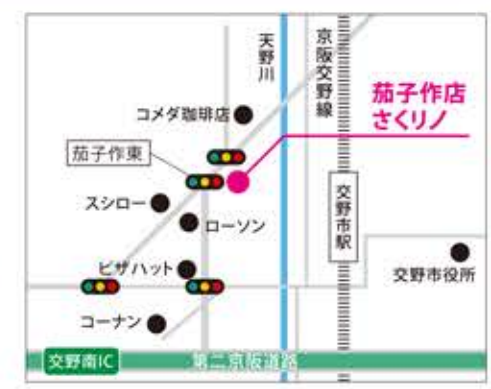 天野川
京阪交野線
茄子作店
さくリノ
コメダ珈琲店
茄子作東
スシロー
ローソン
交野市駅
ピザハット
交野市役所
コーナン
交野南IC
第二京阪道路